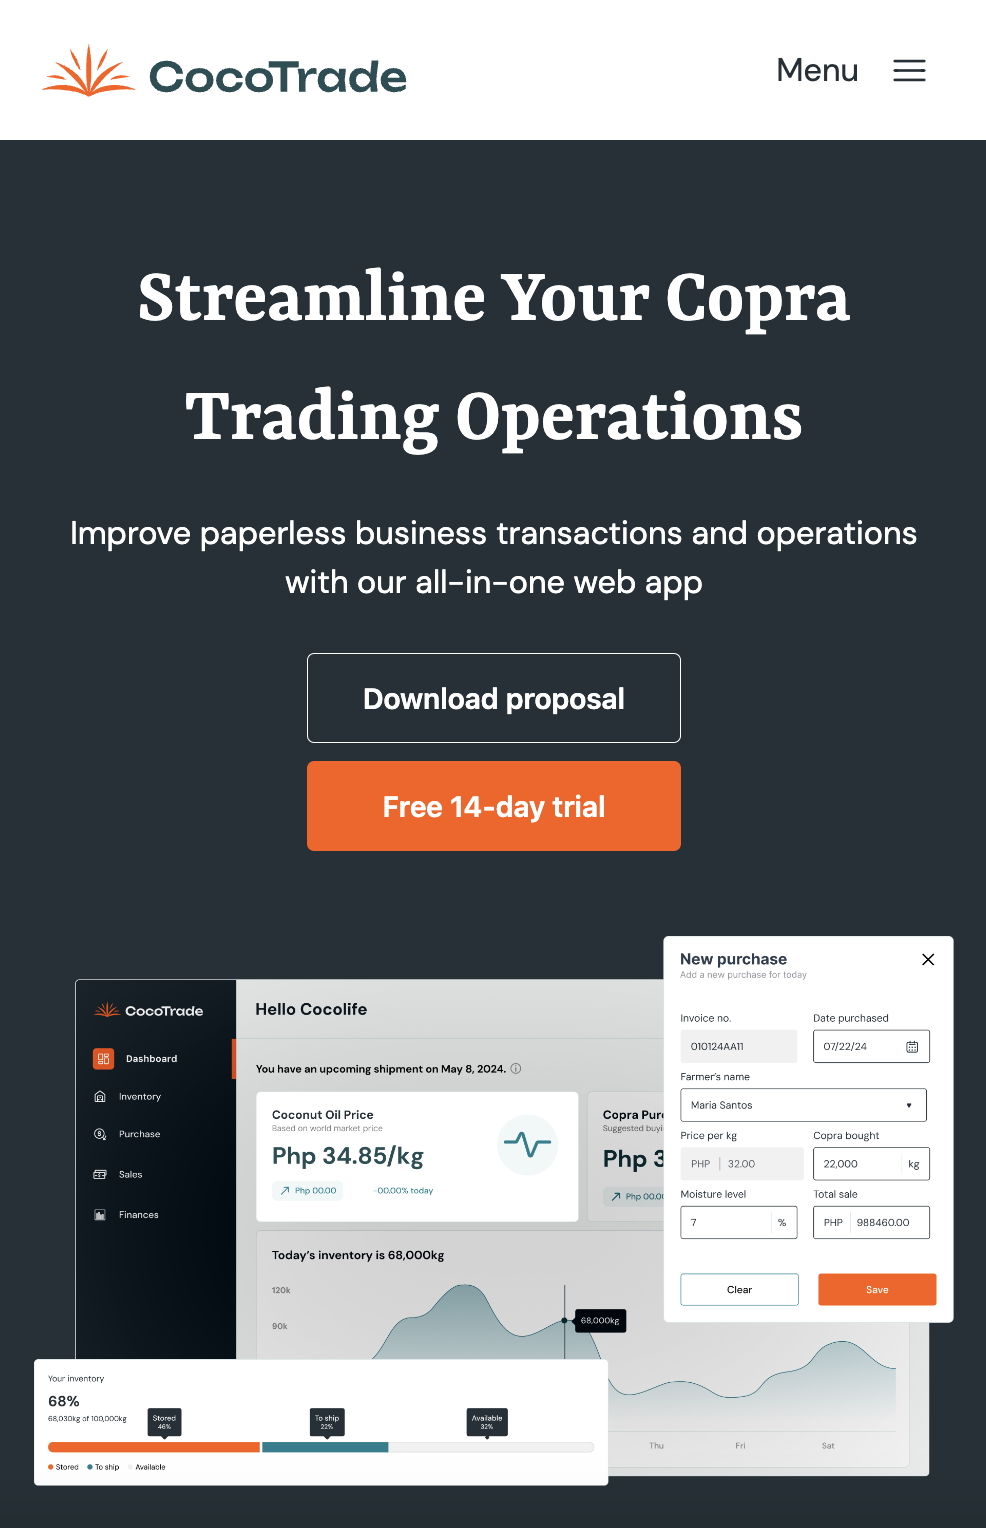 CocoTrade
Menu
Streamline Your Copra
Trading Operations
Improve paperless business transactions and operations
with our all-in-one web app
Download proposal
Free 14-day trial
CocoTrade
Dashboard
Inventory
Purchase
Sales
Finances
Hello Cocolife
You have an upcoming shipment on May 8, 2024.
Coconut Oil Price
Based on world market price
Php 34.85/kg
Php 00.00 -00.00% today
Copra Pur
Suggested buyi
Php 3
Php 00.0
Today's inventory is 68,000kg
120k
90k
68,000kg
Thu Fri Sat
New purchase
Add a new purchase for today
Invoice no. Date purchased
010124AA11 07/22/24
Farmer's name
Maria Santos
Price per kg Copra bought
PHP 32.00 22,000 kg
Moisture level Total sale
7 % PHP 988460.00
Clear Save
Your inventory
68%
68,030kg of 100,000kg
Stored
46%
To ship
22%
Available
32%
Stored To ship Available